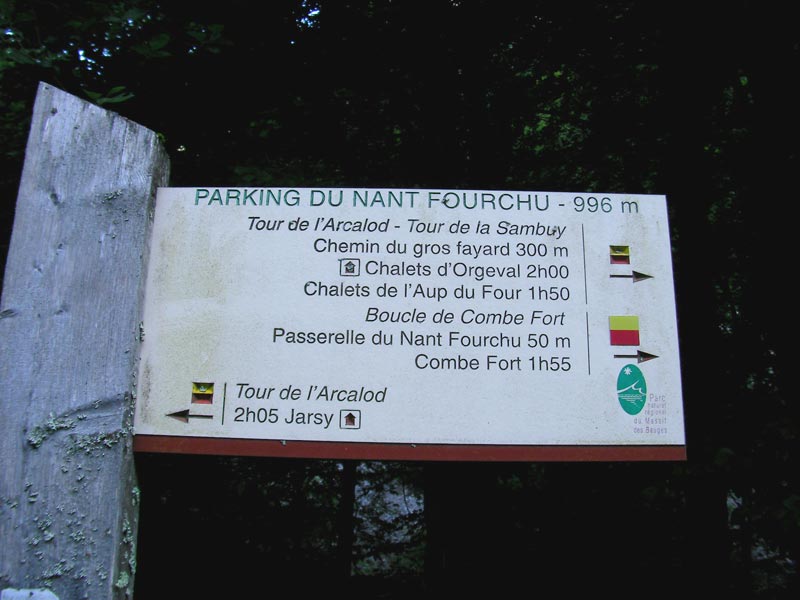 PARKING DU NANT FOURCHU - 996 m
Tour de l'Arcalod - Tour de la Sambuy
Chemin du gros fayard 300 m
Chalets d'Orgeval 2h00
Chalets de l'Aup du Four 1h50
Boucle de Combe Fort
Passerelle du Nant Fourchu 50 m
Combe Fort 1h55
Tour de l'Arcalod
2h05 Jarsy
Parc
naturel
régional
du Massif
des Bauges